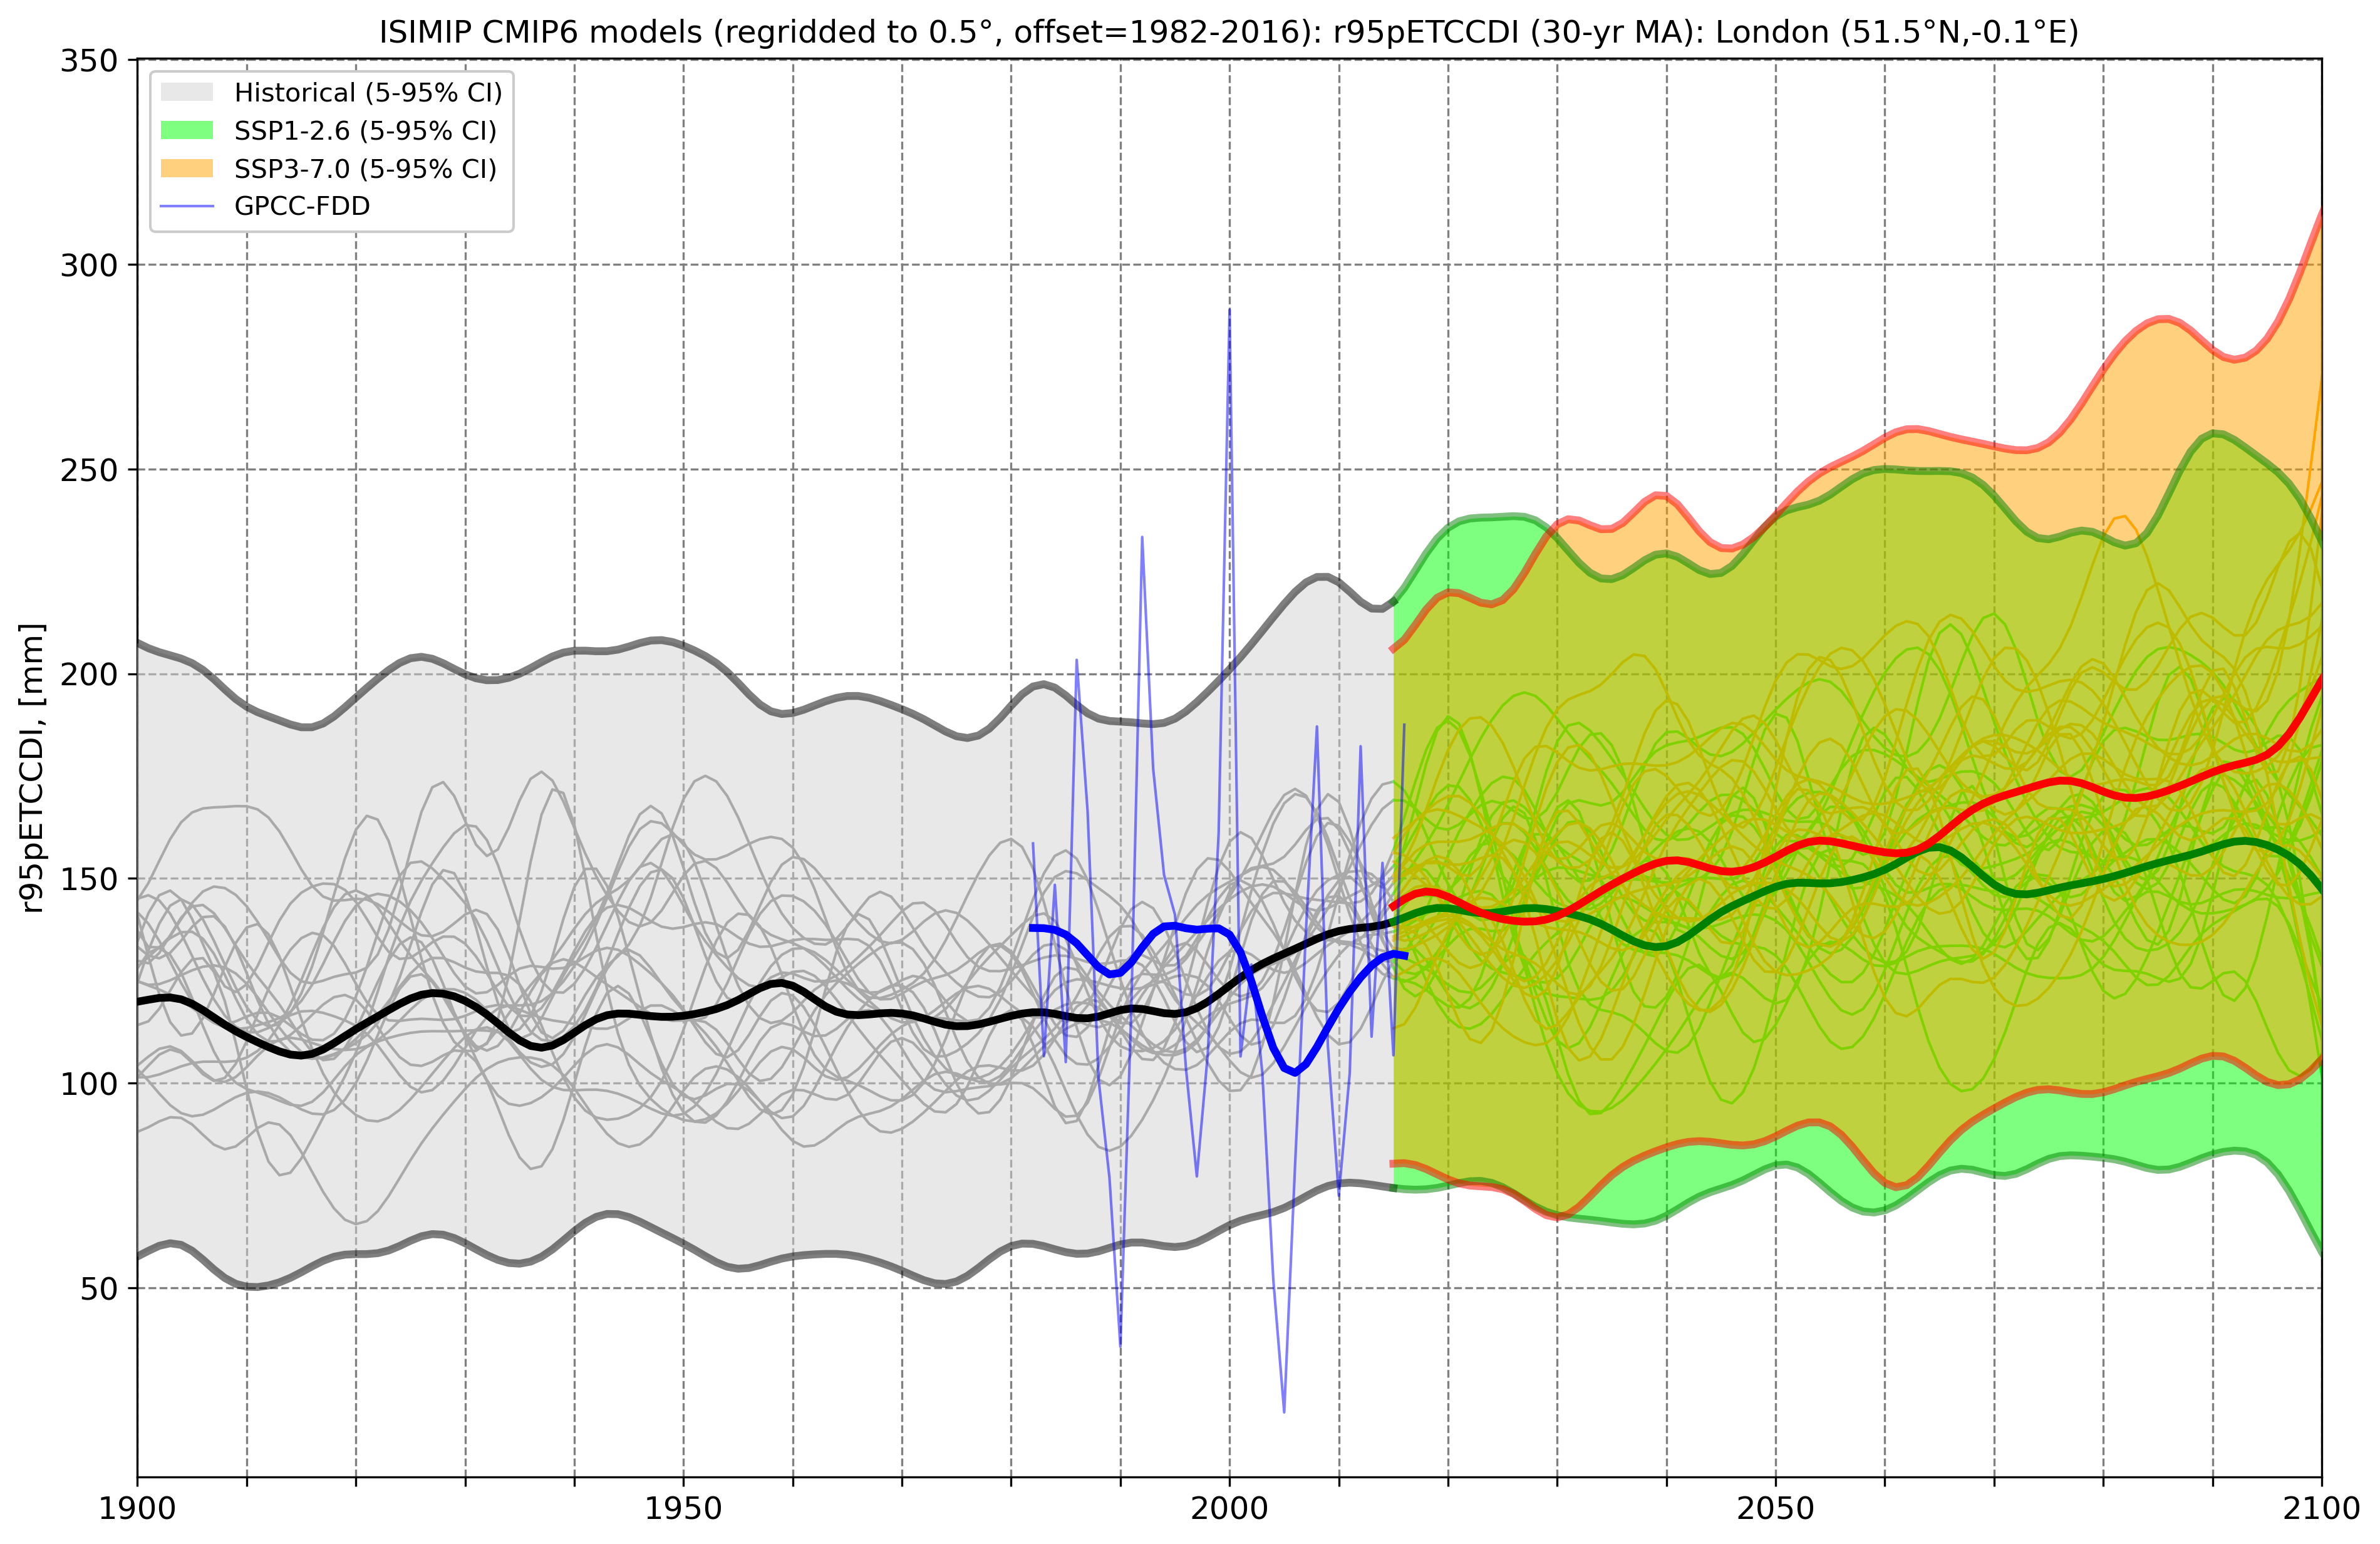 ISIMIP CMIP6 models (regridded to 0.5°, offset=1982-2016): r95pETCCDI (30-yr MA): London (51.5°N,-0.1°E)
350
300
250
200
150
100
50
r95pETCCDI, [mm]
Historical (5-95% CI)
SSP1-2.6 (5-95% CI)
SSP3-7.0 (5-95% CI)
GPCC-FDD
1900
1950
2000
2050
2100